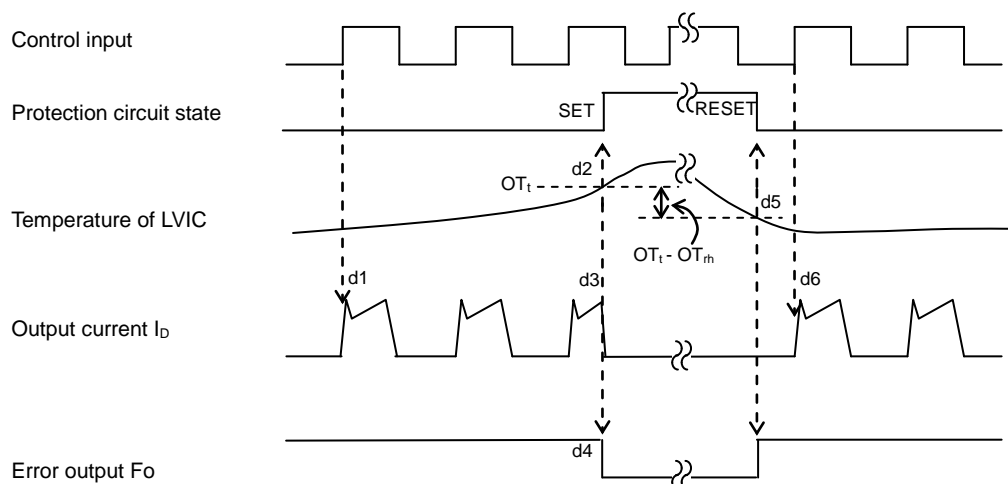 Control input
Protection circuit state
SET
RESET
d2
OTt
d5
Temperature of LVIC
OTt - OTrh
d1
d3
d6
Output current ID
d4
Error output Fo